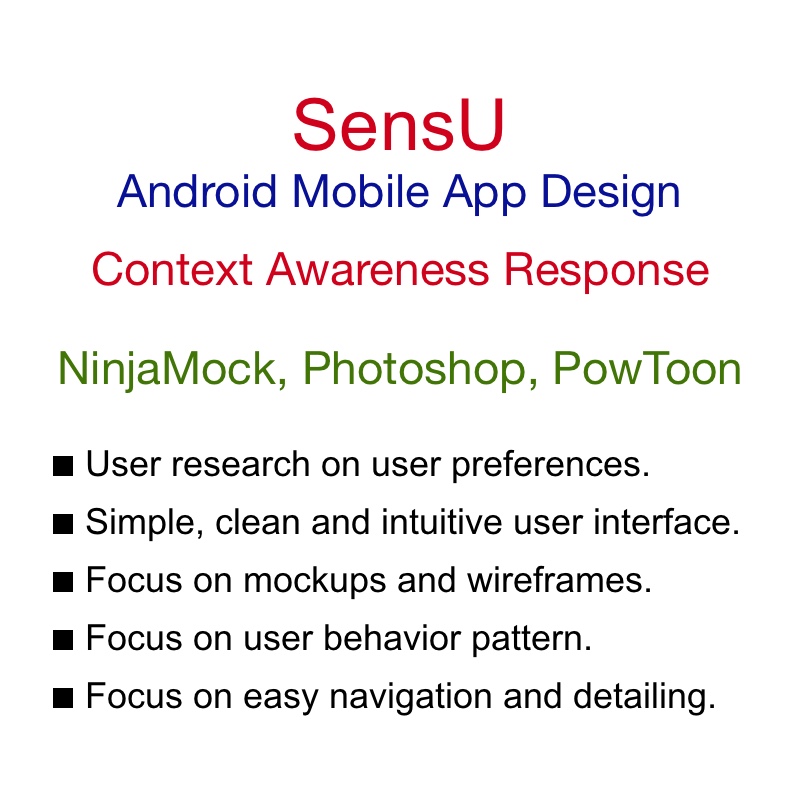 SensU
Android Mobile App Design
Context Awareness Response
NinjaMock, Photoshop, PowToon
■ User research on user preferences.
■ Simple, clean and intuitive user interface.
■ Focus on mockups and wireframes.
■ Focus on user behavior pattern.
■ Focus on easy navigation and detailing.